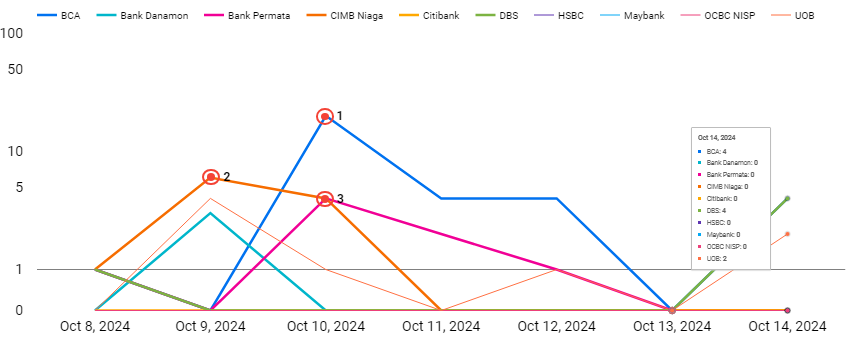 BCA Bank Danamon Bank Permata CIMB Niaga Citibank DBS HSBC Maybank OCBC NISP UOB
100
50
10
5
1
0
1
2
3
Oct 14, 2024
BCA: 4
Bank Danamon: 0
Bank Permata: 0
CIMB Niaga: 0
Citibank: 0
DBS: 4
HSBC: 0
Maybank: 0
OCBC NISP: 0
UOB: 2
Oct 8, 2024 Oct 9, 2024 Oct 10, 2024 Oct 11, 2024 Oct 12, 2024 Oct 13, 2024 Oct 14, 2024